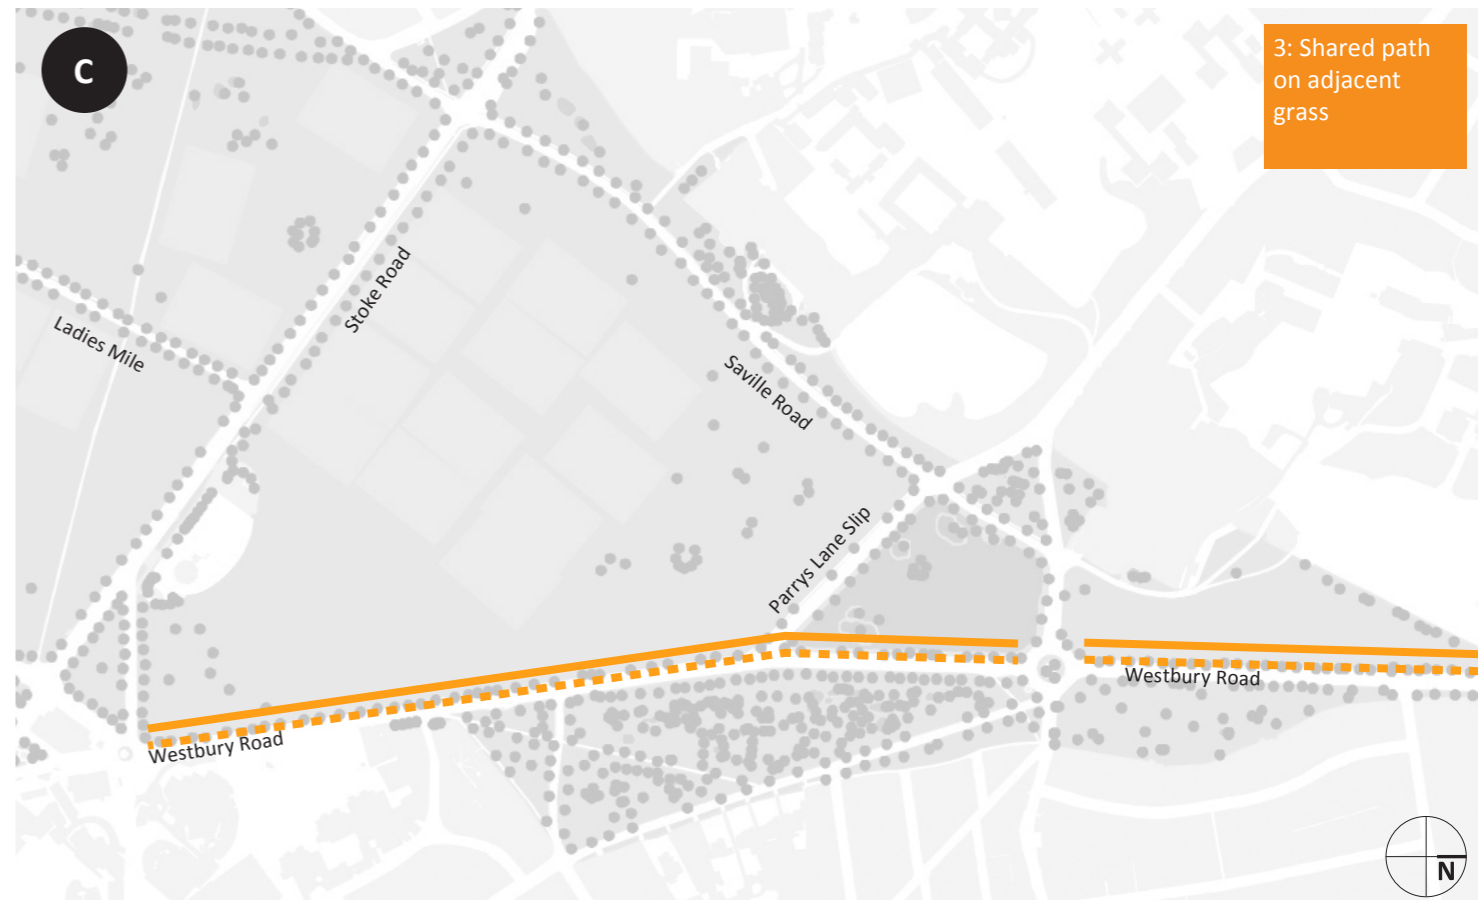 C
3: Shared path
on adjacent
grass
Stoke Road
Ladies Mile
Saville Road
Parrys Lane Slip
Westbury Road
Westbury Road
N